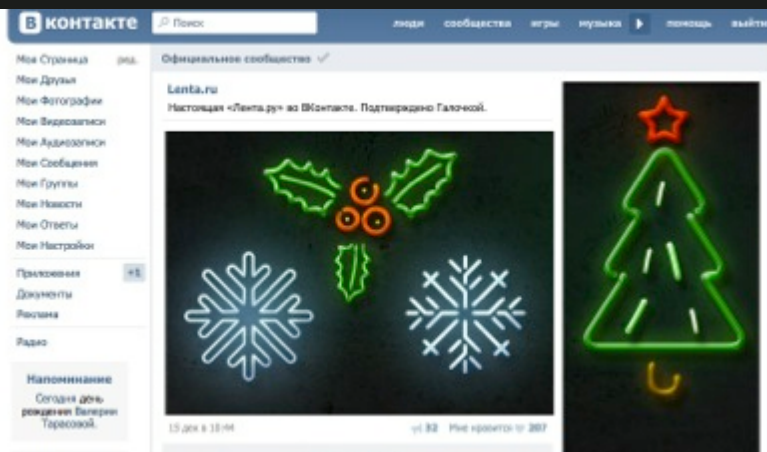 В контакте
Поиск
люди сообщества игры музыка помощь выйти
Моя Страница ред.
Мои Друзья
Мои Фотографии
Мои Видеозаписи
Мои Аудиозаписи
Мои Сообщения
Мои Группы
Мои Новости
Мои Ответы
Мои Настройки
Приложения +1
Документы
Реклама
Радио
Напоминание
Сегодня день
рождения Валерии
Тарасовой.
Официальное сообщество
Lenta.ru
Настоящая «Лента.ру» во ВКонтакте. Подтверждено Галочкой.
15 дек в 18:44
32 Мне нравится 207